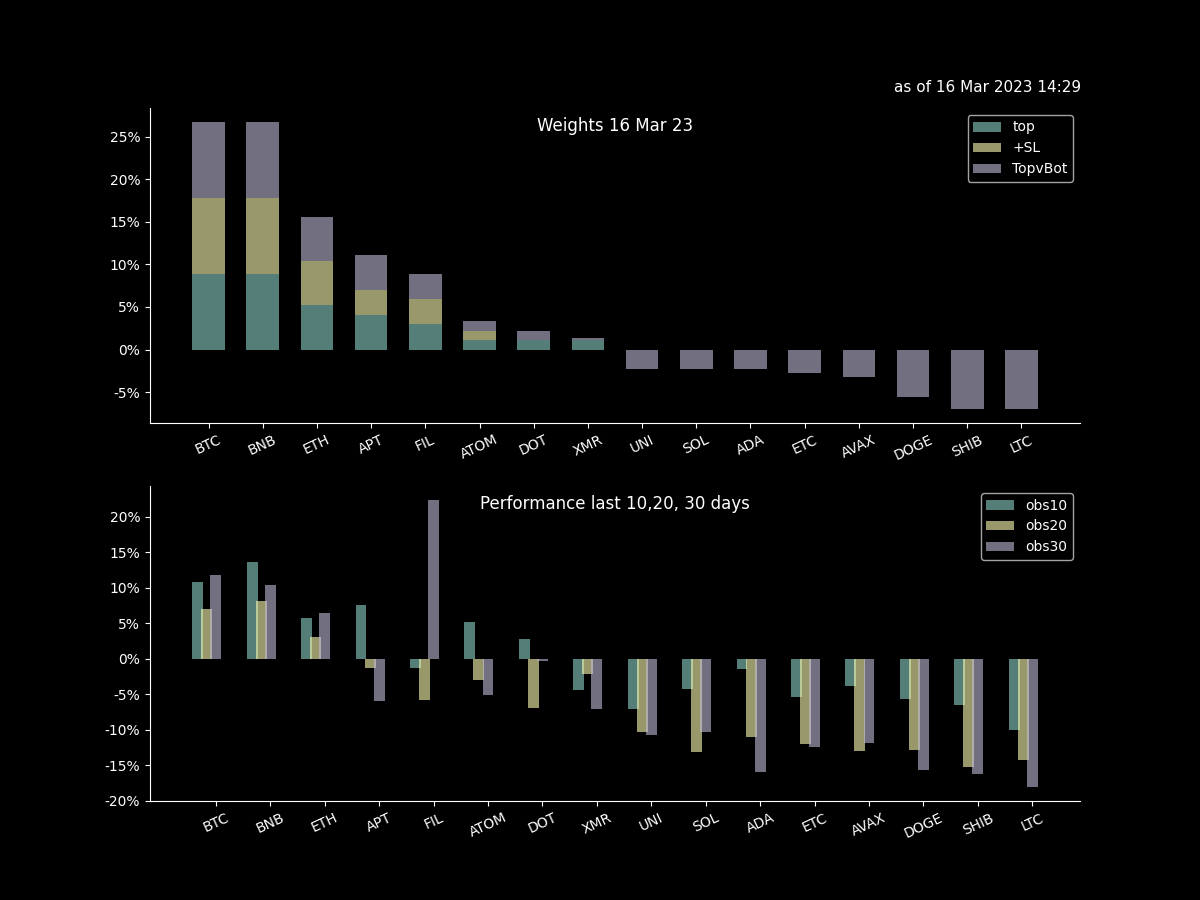 as of 16 Mar 2023 14:29
Weights 16 Mar 23
top
+SL
TopvBot
25%
20%
15%
10%
5%
0%
-5%
BTC BNB ETH APT FIL ATOM DOT XMR UNI SOL ADA ETC AVAX DOGE SHIB LTC
Performance last 10,20, 30 days
obs10
obs20
obs30
20%
15%
10%
5%
0%
-5%
-10%
-15%
-20%
BTC BNB ETH APT FIL ATOM DOT XMR UNI SOL ADA ETC AVAX DOGE SHIB LTC